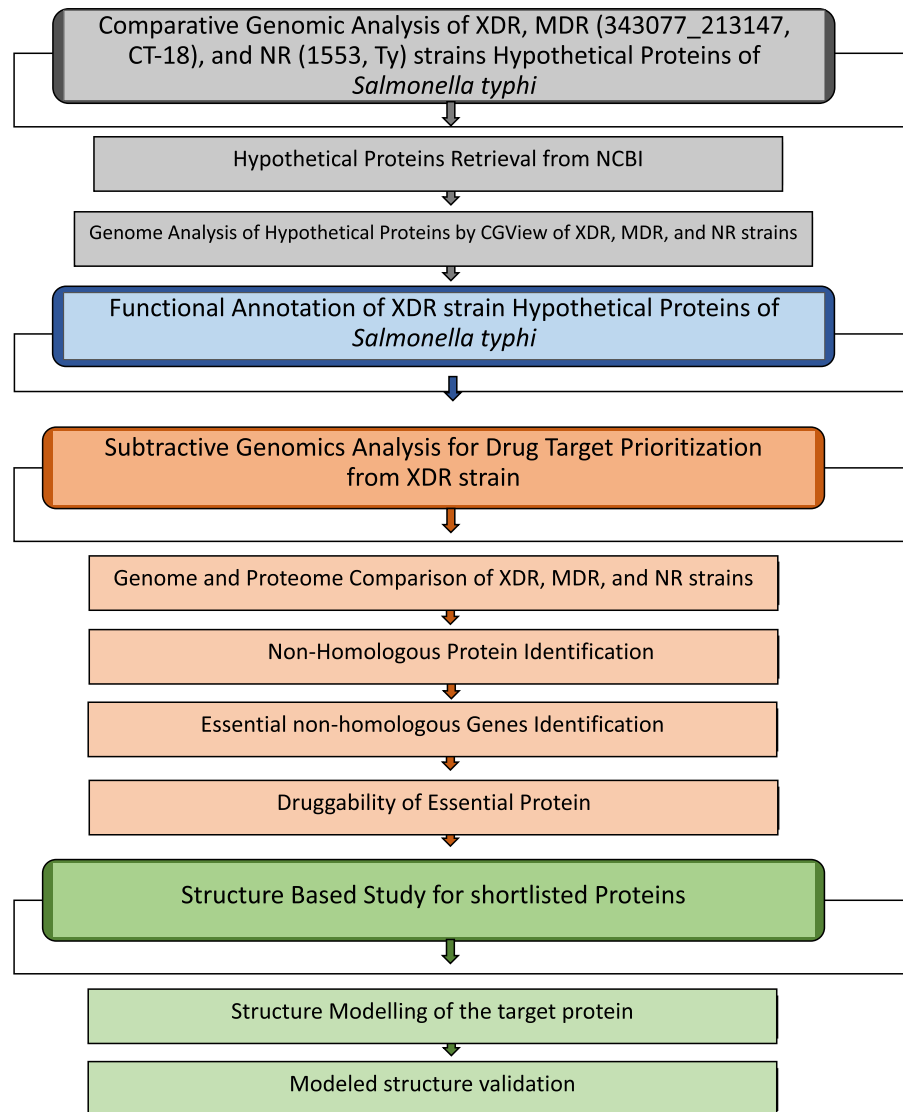 Comparative Genomic Analysis of XDR, MDR (343077_213147,
CT-18), and NR (1553, Ty) strains Hypothetical Proteins of
Salmonella typhi
Hypothetical Proteins Retrieval from NCBI
Genome Analysis of Hypothetical Proteins by CGView of XDR, MDR, and NR strains
Functional Annotation of XDR strain Hypothetical Proteins of
Salmonella typhi
Subtractive Genomics Analysis for Drug Target Prioritization
from XDR strain
Genome and Proteome Comparison of XDR, MDR, and NR strains
Non-Homologous Protein Identification
Essential non-homologous Genes Identification
Druggability of Essential Protein
Structure Based Study for shortlisted Proteins
Structure Modelling of the target protein
Modeled structure validation